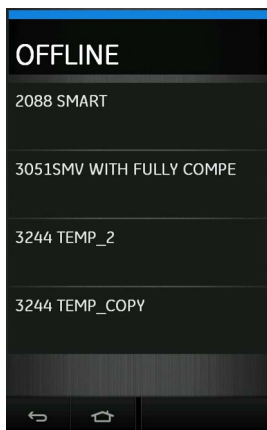 OFFLINE
2088 SMART
3051SMV WITH FULLY COMPE
3244 TEMP_2
3244 TEMP_COPY